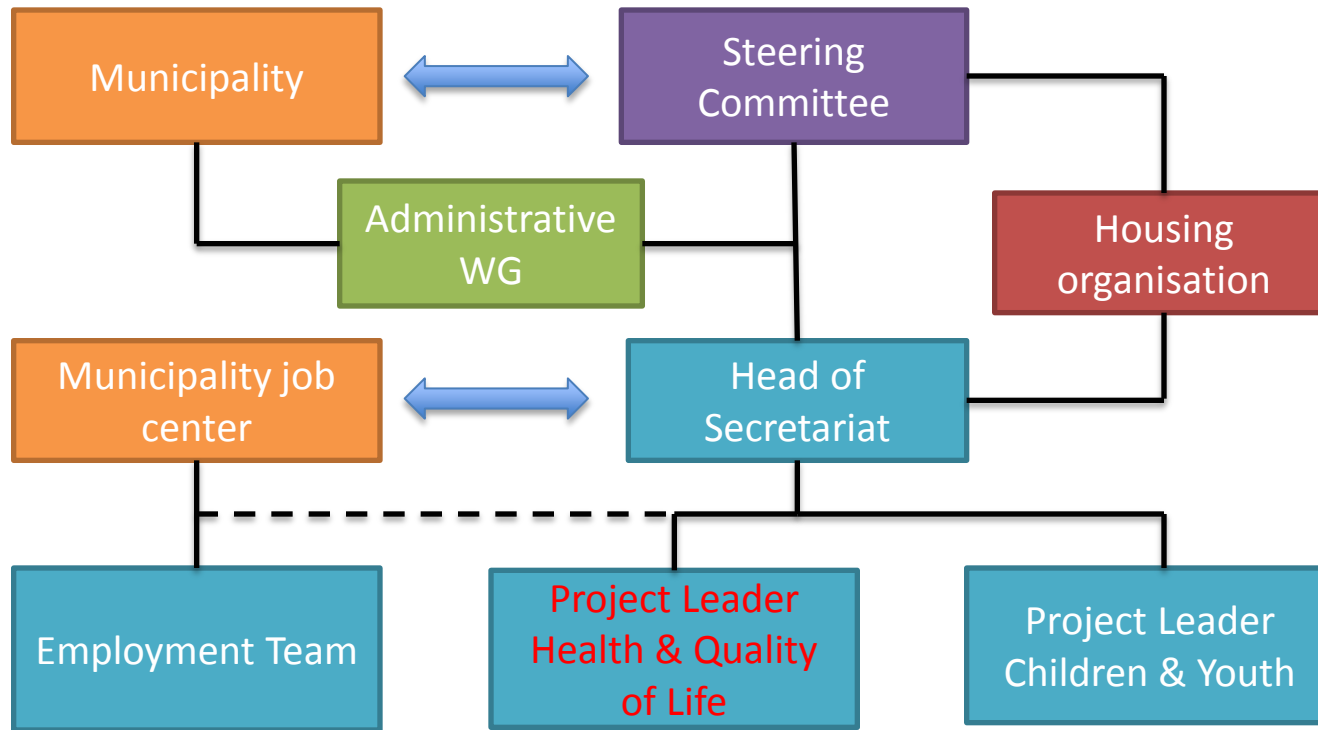 Municipality
Steering
Committee
Administrative
WG
Housing
organisation
Municipality job
center
Head of
Secretariat
Employment Team
Project Leader
Health & Quality
of Life
Project Leader
Children & Youth